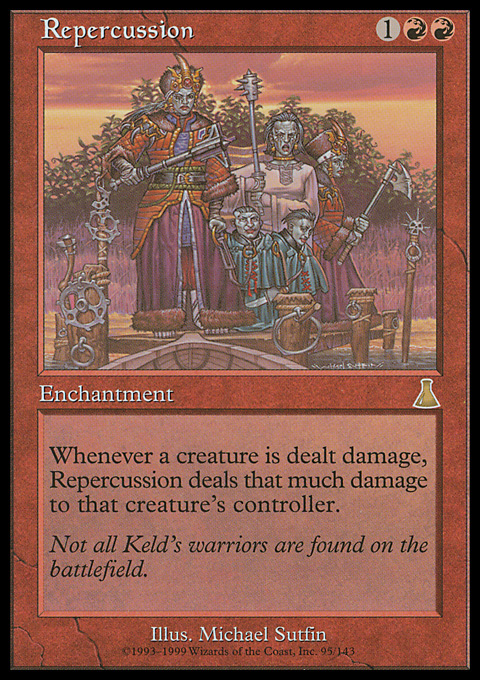 Repercussion 1
Enchantment
Whenever a creature is dealt damage,
Repercussion deals that much damage
to that creature's controller.
Not all Keld's warriors are found on the
battlefield.
Illus. Michael Sutfin
©1993–1999 Wizards of the Coast, Inc. 95/143